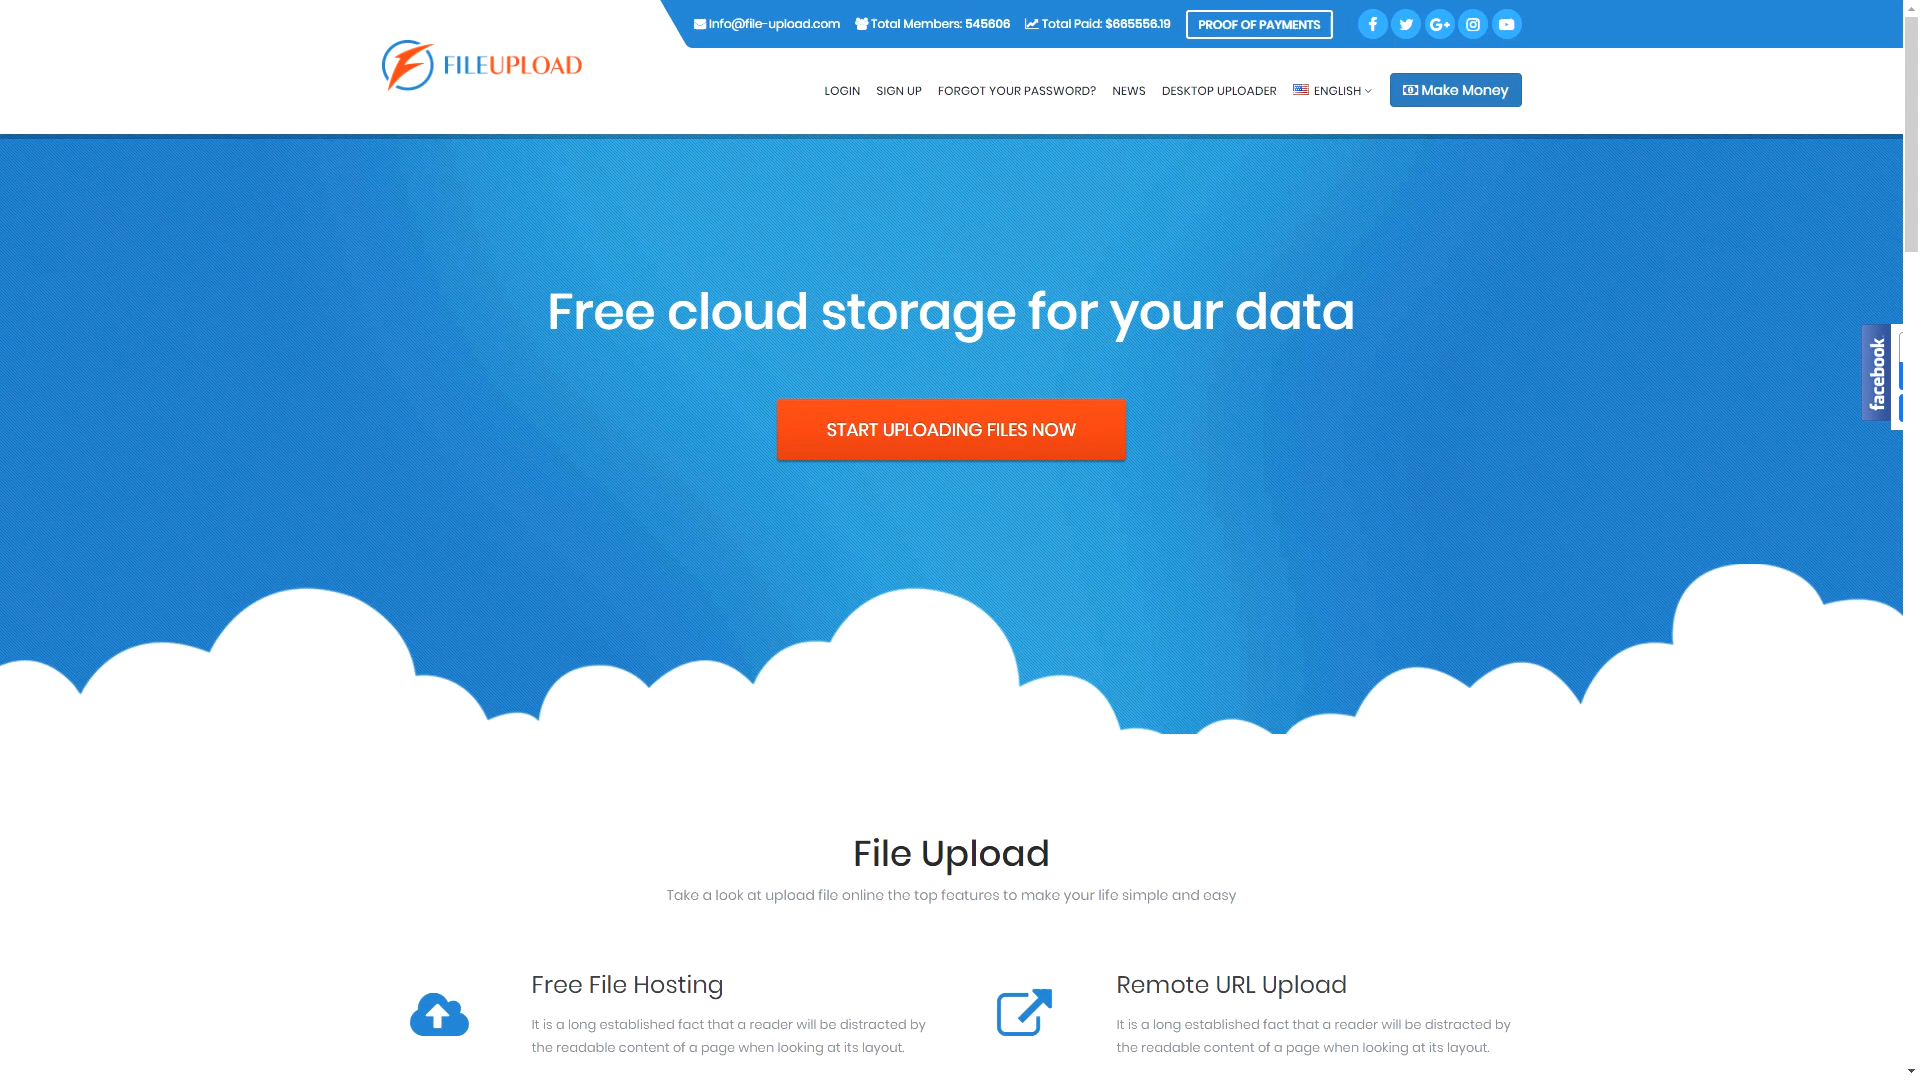 Info@file-upload.com Total Members: 545606 Total Paid: $665556.19 PROOF OF PAYMENTS
FILEUPLOAD
LOGIN SIGN UP FORGOT YOUR PASSWORD? NEWS DESKTOP UPLOADER ENGLISH Make Money
Free cloud storage for your data
facebook
START UPLOADING FILES NOW
File Upload
Take a look at upload file online the top features to make your life simple and easy
Free File Hosting
It is a long established fact that a reader will be distracted by
the readable content of a page when looking at its layout.
Remote URL Upload
It is a long established fact that a reader will be distracted by
the readable content of a page when looking at its layout.